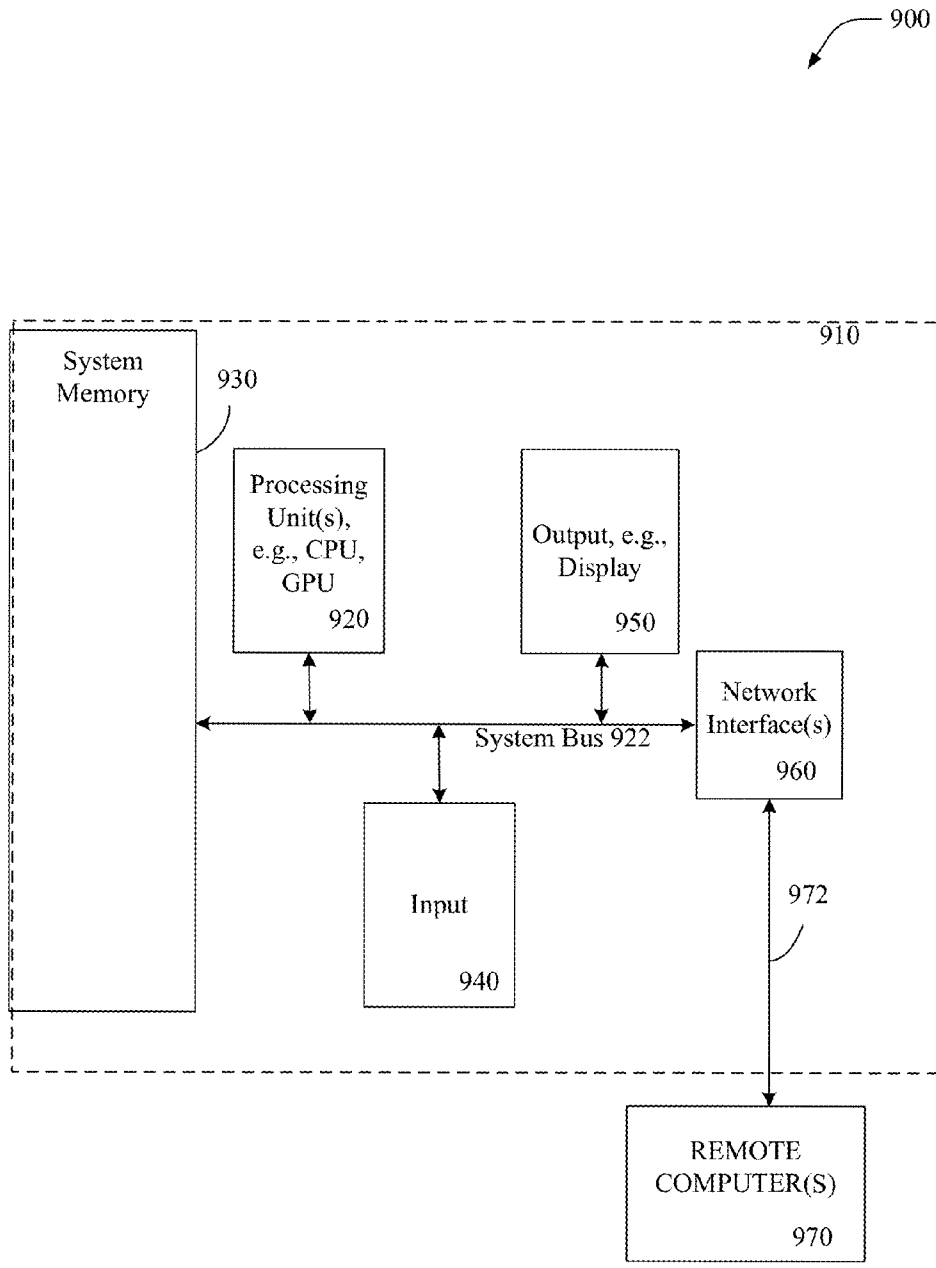 900
910
System
Memory
930
Processing
Unit(s),
e.g., CPU,
GPU
920
Output, e.g.,
Display
950
System Bus 922
Network
Interface(s)
960
Input
940
972
REMOTE
COMPUTER(S)
970